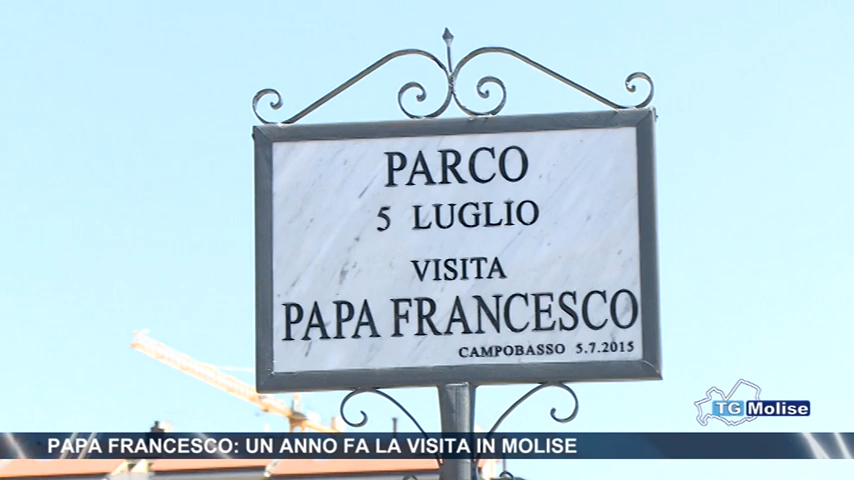 PARCO
5 LUGLIO
VISITA
PAPA FRANCESCO
CAMPOBASSO 5.7.2015
TG Molise
PAPA FRANCESCO: UN ANNO FA LA VISITA IN MOLISE